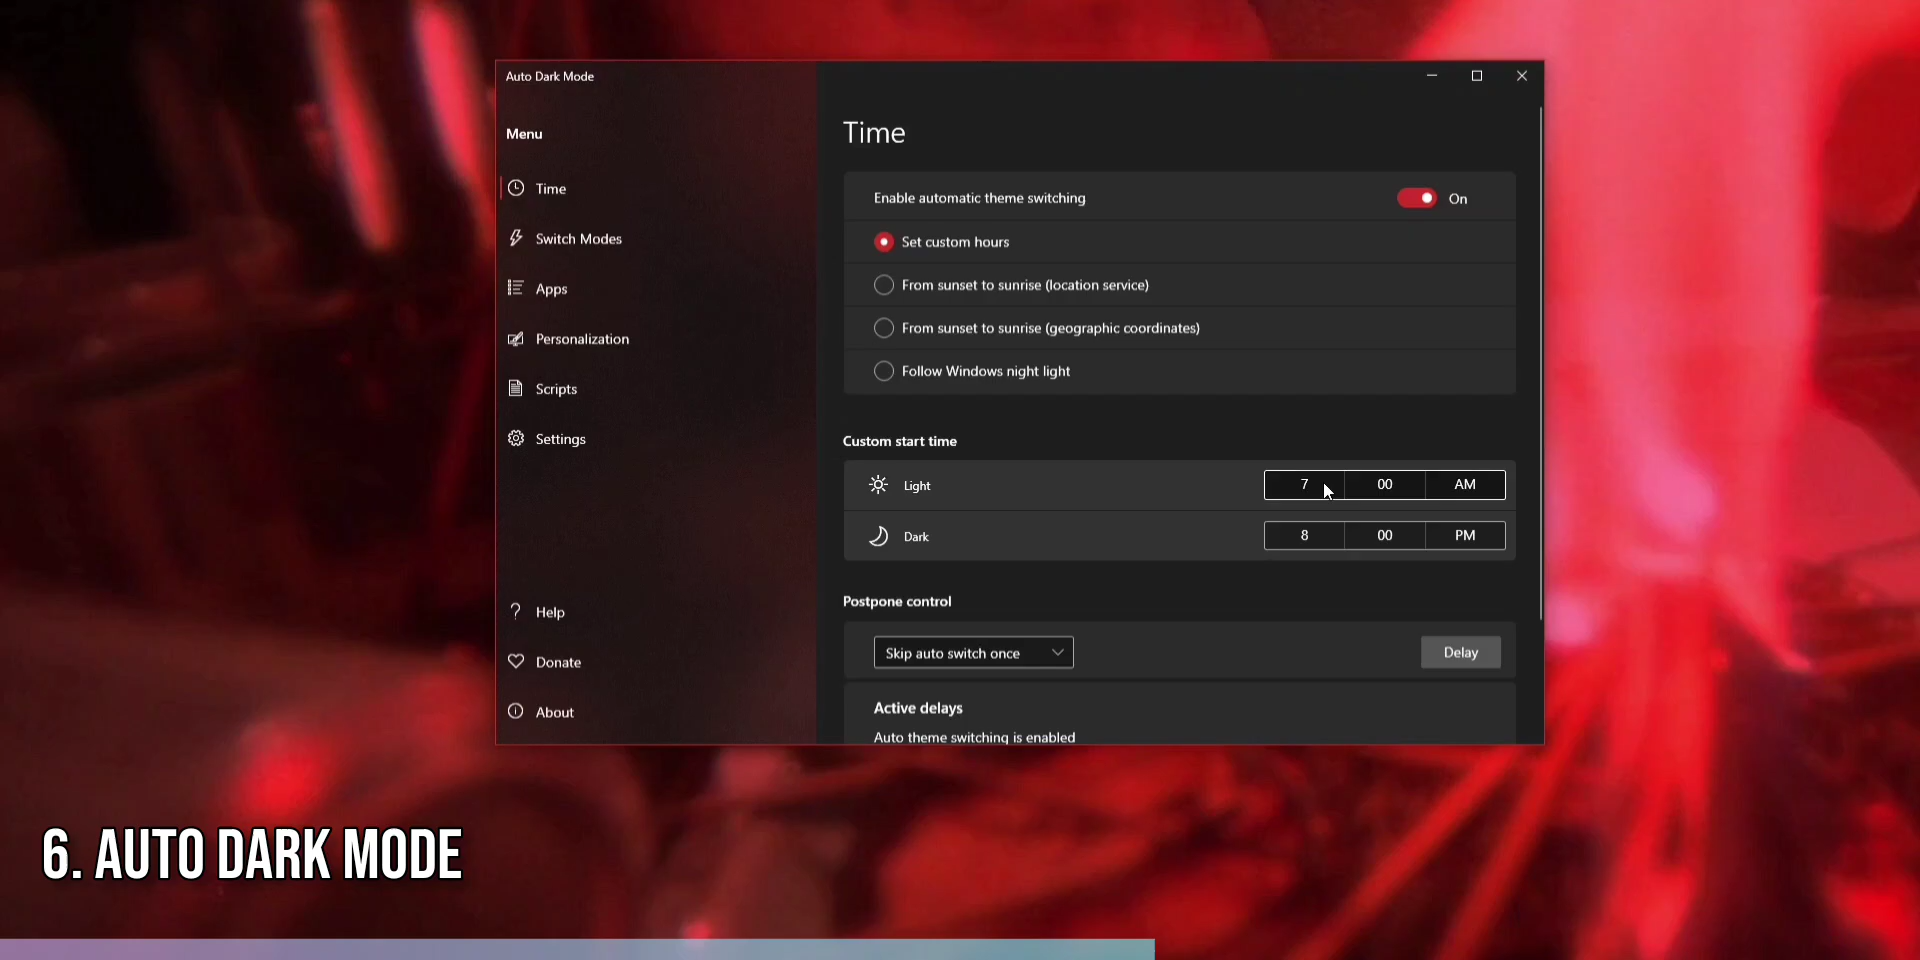 Auto Dark Mode
Menu
Time
Switch Modes
Apps
Personalization
Scripts
Settings
Help
Donate
About
Time
Enable automatic theme switching On
Set custom hours
From sunset to sunrise (location service)
From sunset to sunrise (geographic coordinates)
Follow Windows night light
Custom start time
Light 7 00 AM
Dark 8 00 PM
Postpone control
Skip auto switch once Delay
Active delays
Auto theme switching is enabled
6. AUTO DARK MODE